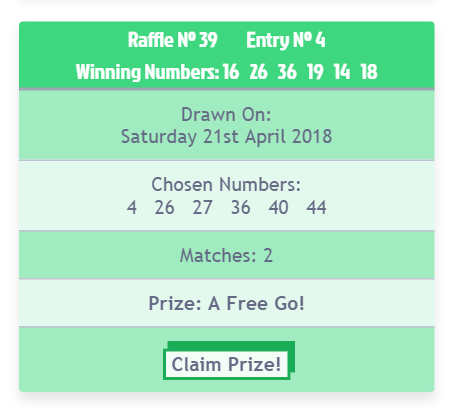 Raffle Nº 39 Entry Nº 4
Winning Numbers: 16 26 36 19 14 18
Drawn On:
Saturday 21st April 2018
Chosen Numbers:
4 26 27 36 40 44
Matches: 2
Prize: A Free Go!
Claim Prize!